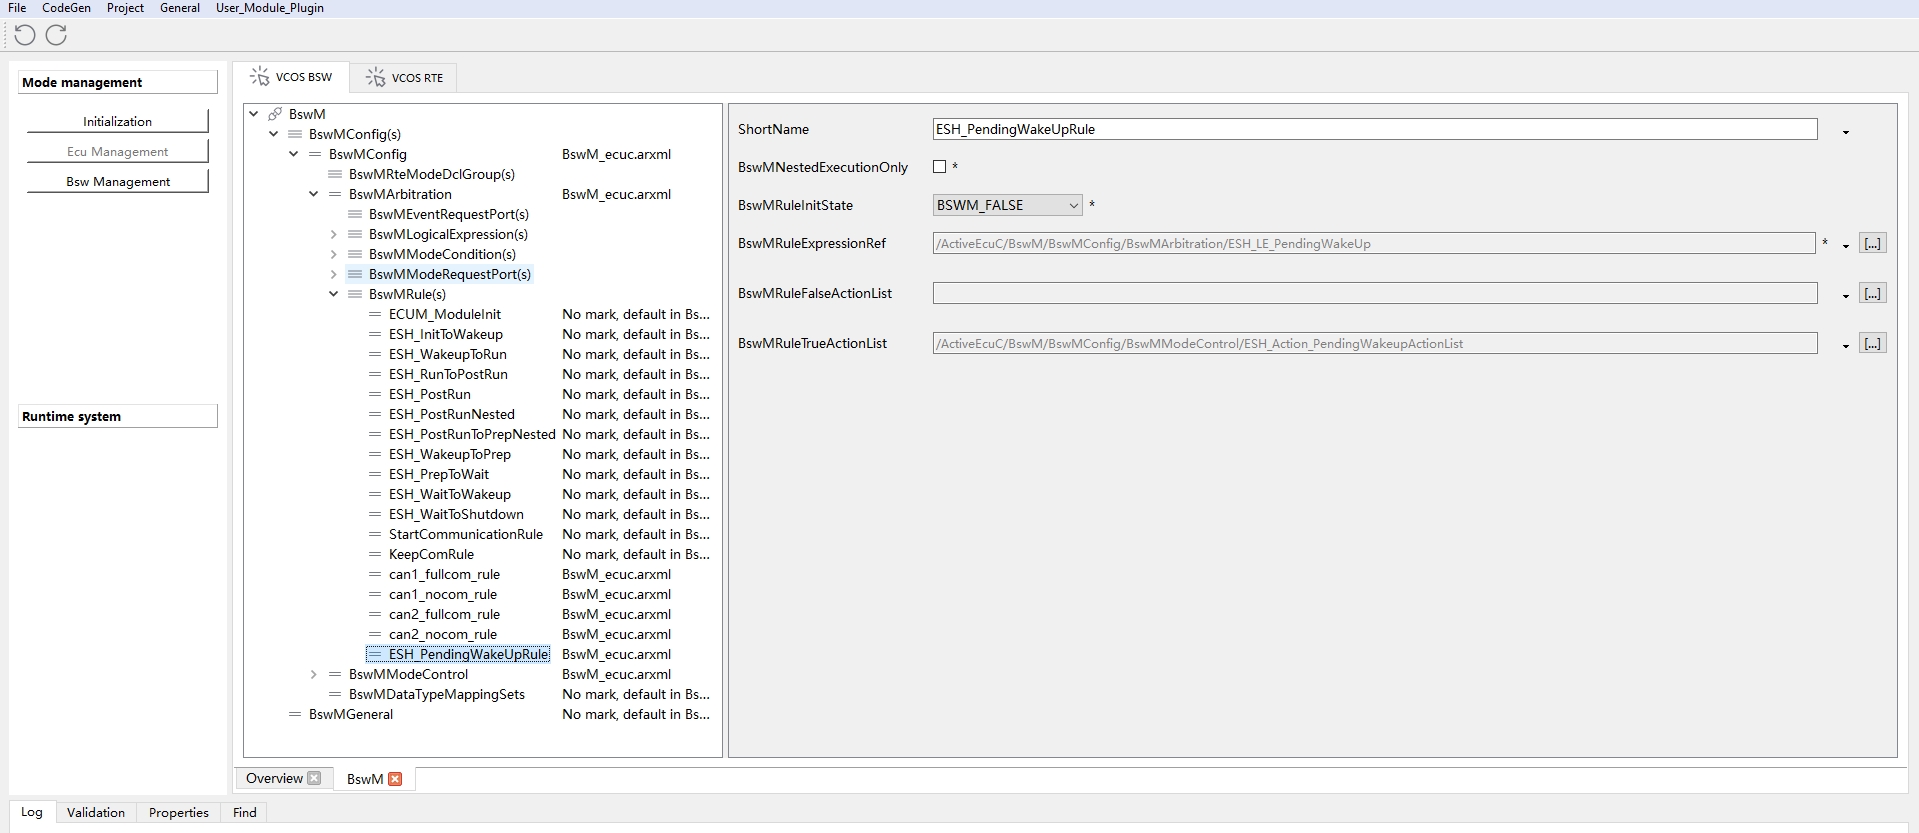 File CodeGen Project General User_Module_Plugin
Mode management
Initialization
Ecu Management
Bsw Management
Runtime system
VCOS BSW VCOS RTE
BswM
BswMConfig(s)
BswMConfig BswM_ecuc.arxml
BswMRteModeDclGroup(s)
BswMArbitration BswM_ecuc.arxml
BswMEventRequestPort(s)
BswMLogicalExpression(s)
BswMModeCondition(s)
BswMModeRequestPort(s)
BswMRule(s)
ECUM_ModuleInit No mark, default in Bs...
ESH_InitToWakeup No mark, default in Bs...
ESH_WakeupToRun No mark, default in Bs...
ESH_RunToPostRun No mark, default in Bs...
ESH_PostRun No mark, default in Bs...
ESH_PostRunNested No mark, default in Bs...
ESH_PostRunToPrepNested No mark, default in Bs...
ESH_WakeupToPrep No mark, default in Bs...
ESH_PrepToWait No mark, default in Bs...
ESH_WaitToWakeup No mark, default in Bs...
ESH_WaitToShutdown No mark, default in Bs...
StartCommunicationRule No mark, default in Bs...
KeepComRule No mark, default in Bs...
can1_fullcom_rule BswM_ecuc.arxml
can1_nocom_rule BswM_ecuc.arxml
can2_fullcom_rule BswM_ecuc.arxml
can2_nocom_rule BswM_ecuc.arxml
ESH_PendingWakeUpRule BswM_ecuc.arxml
BswMModeControl BswM_ecuc.arxml
BswMDataTypeMappingSets No mark, default in Bs...
BswMGeneral No mark, default in Bs...
ShortName ESH_PendingWakeUpRule
BswMNestedExecutionOnly *
BswMRuleInitState BSWM_FALSE *
BswMRuleExpressionRef /ActiveEcuC/BswM/BswMConfig/BswMArbitration/ESH_LE_PendingWakeUp * [...]
BswMRuleFalseActionList [...]
BswMRuleTrueActionList /ActiveEcuC/BswM/BswMConfig/BswMModeControl/ESH_Action_PendingWakeupActionList [...]
Overview BswM
Log Validation Properties Find